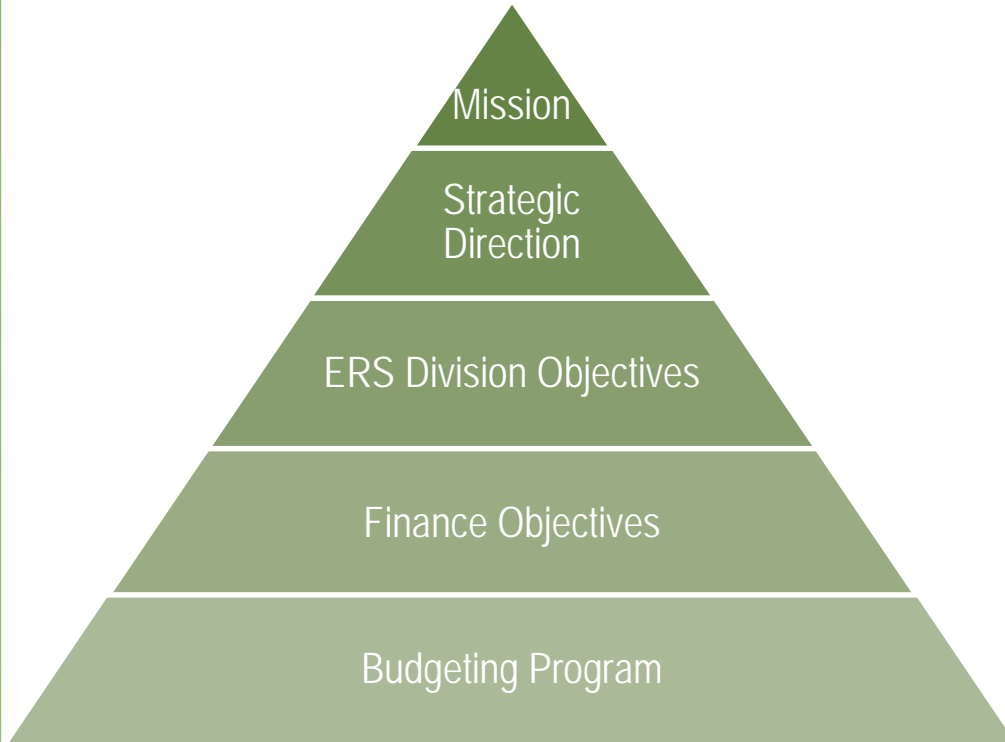 Mission
Strategic
Direction
ERS Division Objectives
Finance Objectives
Budgeting Program